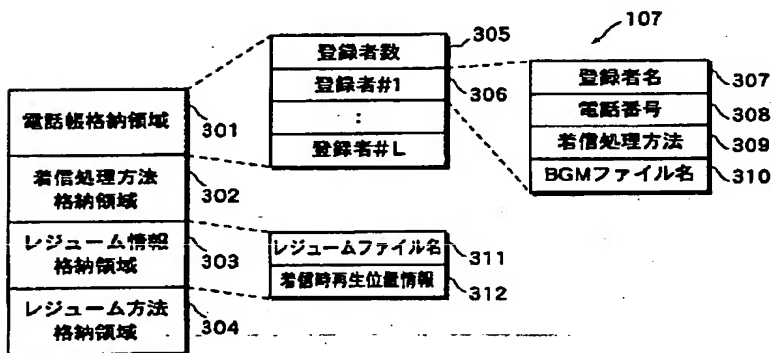 107
305
登録者数
登録者#1
306
:
登録者#L
登録者名
307
電話番号
308
着信処理方法
309
BGMファイル名
310
電話帳格納領域
301
着信処理方法
格納領域
302
レジューム情報
格納領域
303
レジューム方法
格納領域
304
レジュームファイル名
311
着信時再生位置情報
312